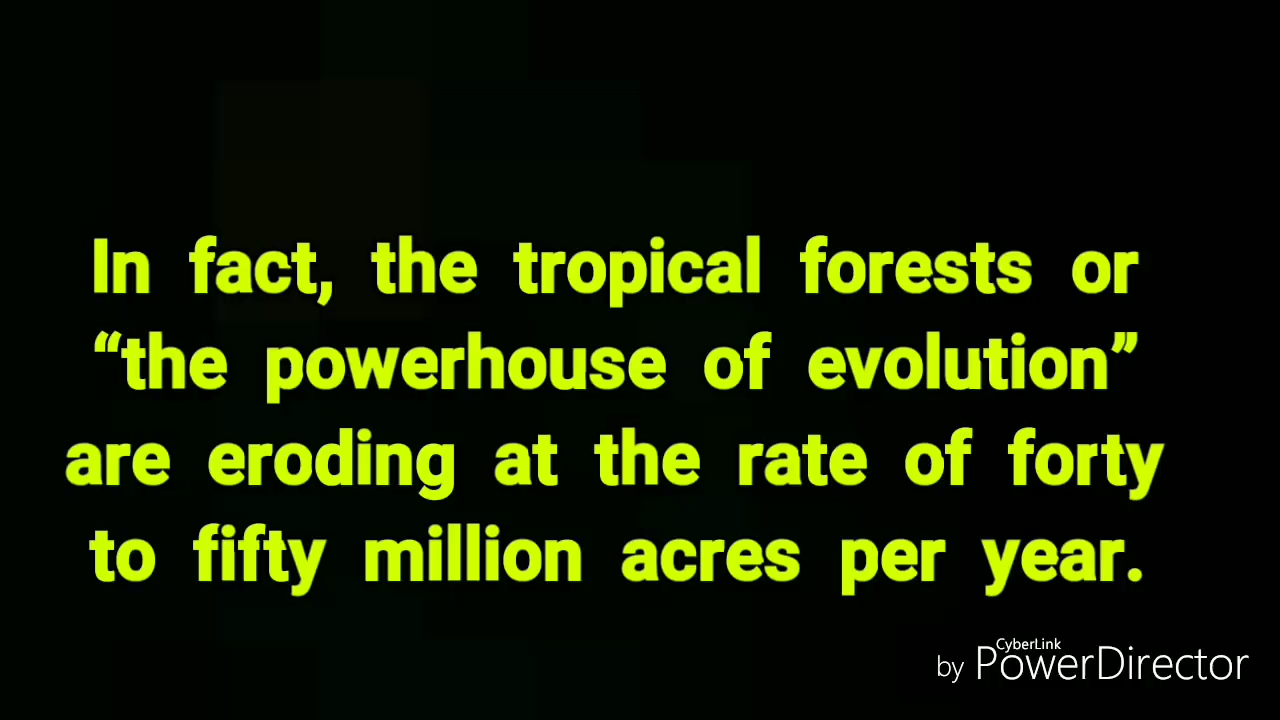 In fact, the tropical forests or
“the powerhouse of evolution”
are eroding at the rate of forty
to fifty million acres per year.
CyberLink
by PowerDirector